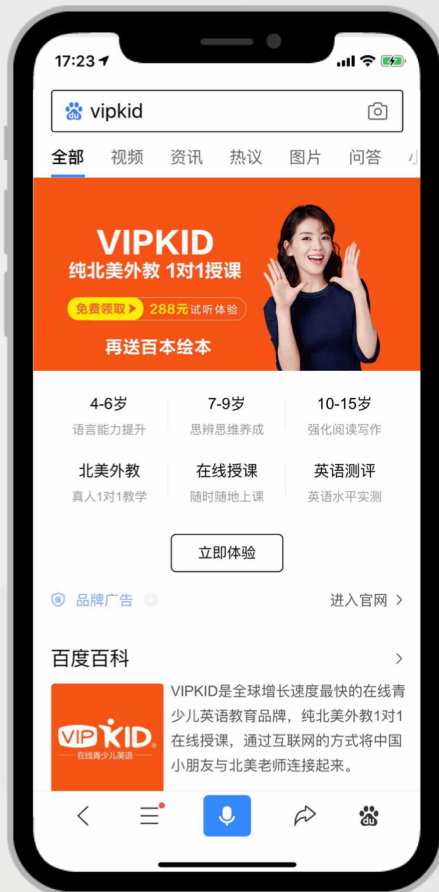 17:23
du vipkid
全部 视频 资讯 热议 图片 问答
VIPKID
纯北美外教 1对1授课
免费领取 288元试听体验
再送百本绘本
4-6岁 7-9岁 10-15岁
语言能力提升 思辨思维养成 强化阅读写作
北美外教 在线授课 英语测评
真人1对1教学 随时随地上课 英语水平实测
立即体验
保 品牌广告 进入官网
百度百科
VIPKID是全球增长速度最快的在线青
少儿英语教育品牌，纯北美外教1对1
在线授课，通过互联网的方式将中国
小朋友与北美老师连接起来。
VIPKID
在线青少儿英语
du